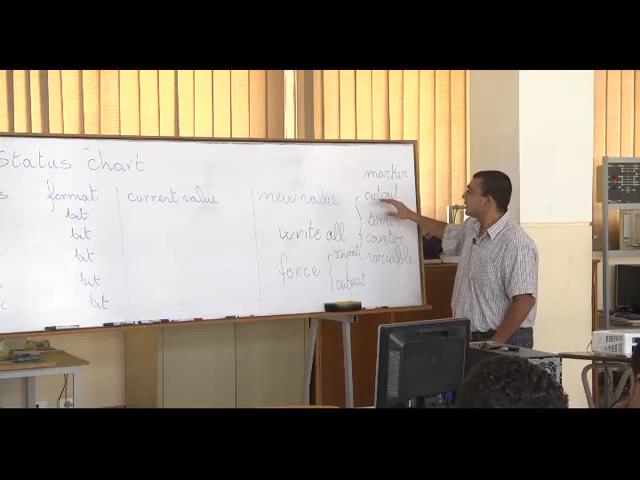 Status chart
format current value new value
marker
output
time
counter
variable
write all
bit
bit
bit
bit
bit
force
input
output